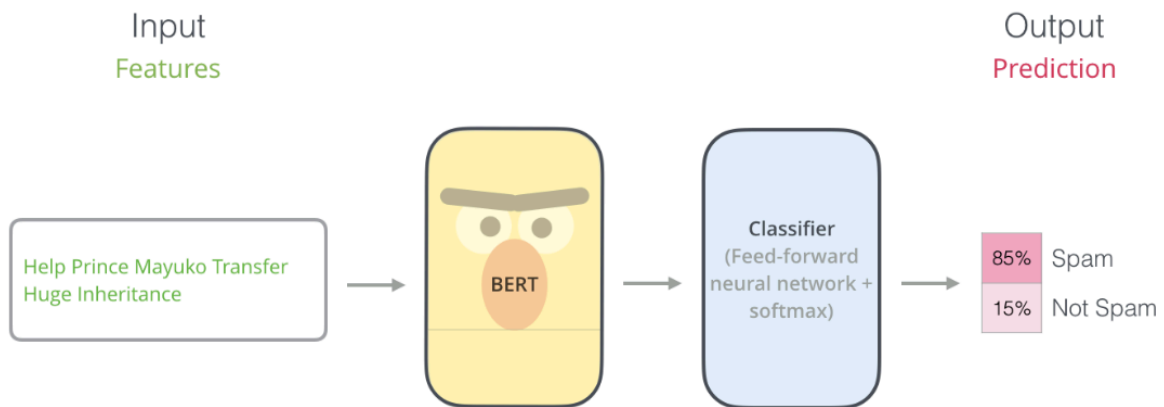 Input
Features
Output
Prediction
Help Prince Mayuko Transfer
Huge Inheritance
BERT
Classifier
(Feed-forward
neural network +
softmax)
85% Spam
15% Not Spam